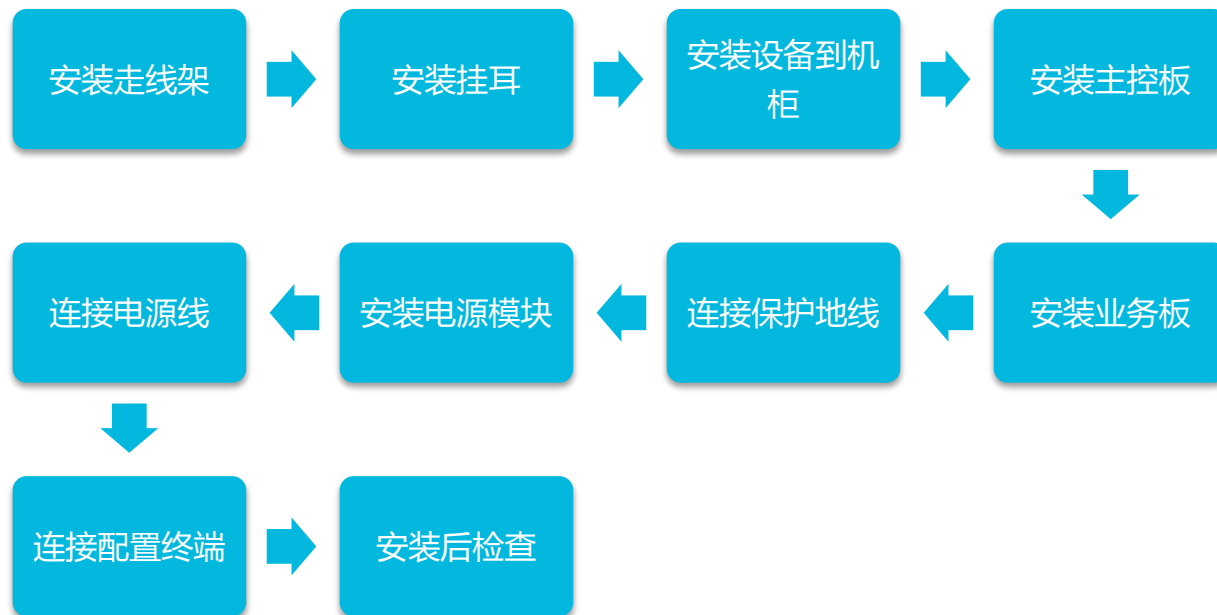 安装走线架
安装挂耳
安装设备到机
柜
安装主控板
连接电源线
安装电源模块
连接保护地线
安装业务板
连接配置终端
安装后检查